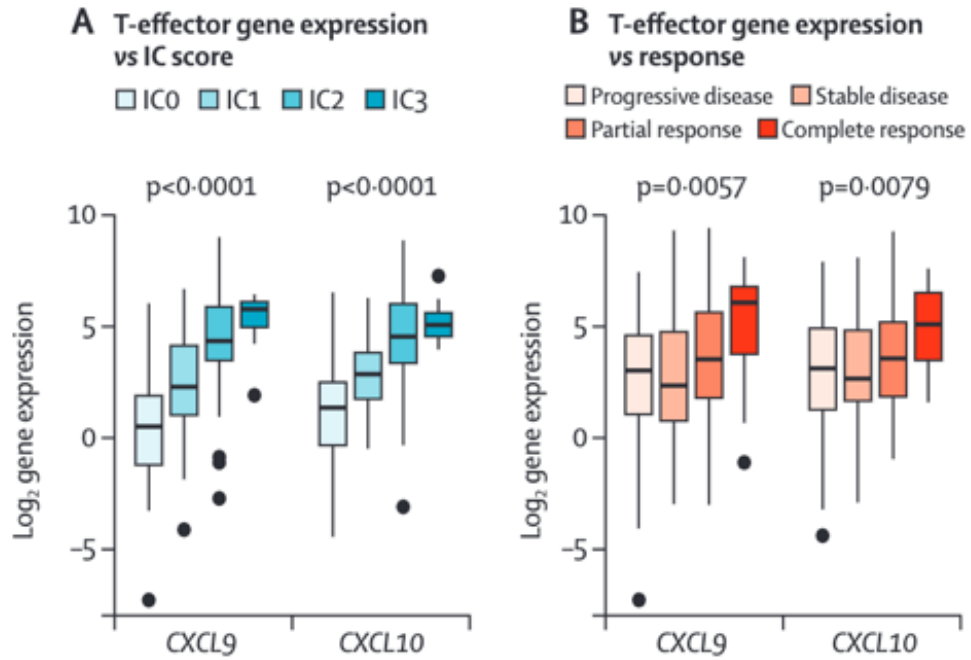 A T-effector gene expression
vs IC score
IC0 IC1 IC2 IC3
p<0·0001 p<0·0001
10
5
0
−5
Log₂ gene expression
CXCL9 CXCL10
B T-effector gene expression
vs response
Progressive disease Stable disease
Partial response Complete response
p=0·0057 p=0·0079
10
5
0
−5
Log₂ gene expression
CXCL9 CXCL10